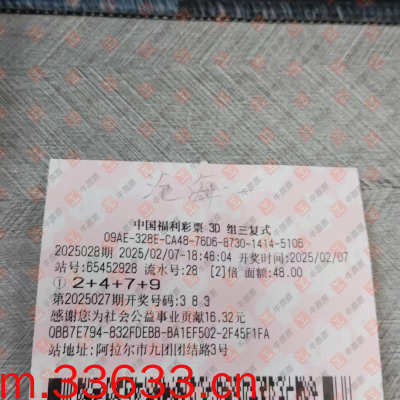 沧海
中国福利彩票 3D 组三复式
09AE-32BE-CA48-76D6-8730-1414-5106
2025028期 2025/02/07-18:46:04 开奖时间:2025/02/07
站号:65452928 流水号:28 [2]倍 面额:48.00
① 2+4+7+9
第2025027期开奖号码:3 8 3
感谢您为社会公益事业贡献16.32元
0BB7E794-832FDEBB-BA1EF502-2F45F1FA
站地址:阿拉尔市九团团结路3号
m.33633.com